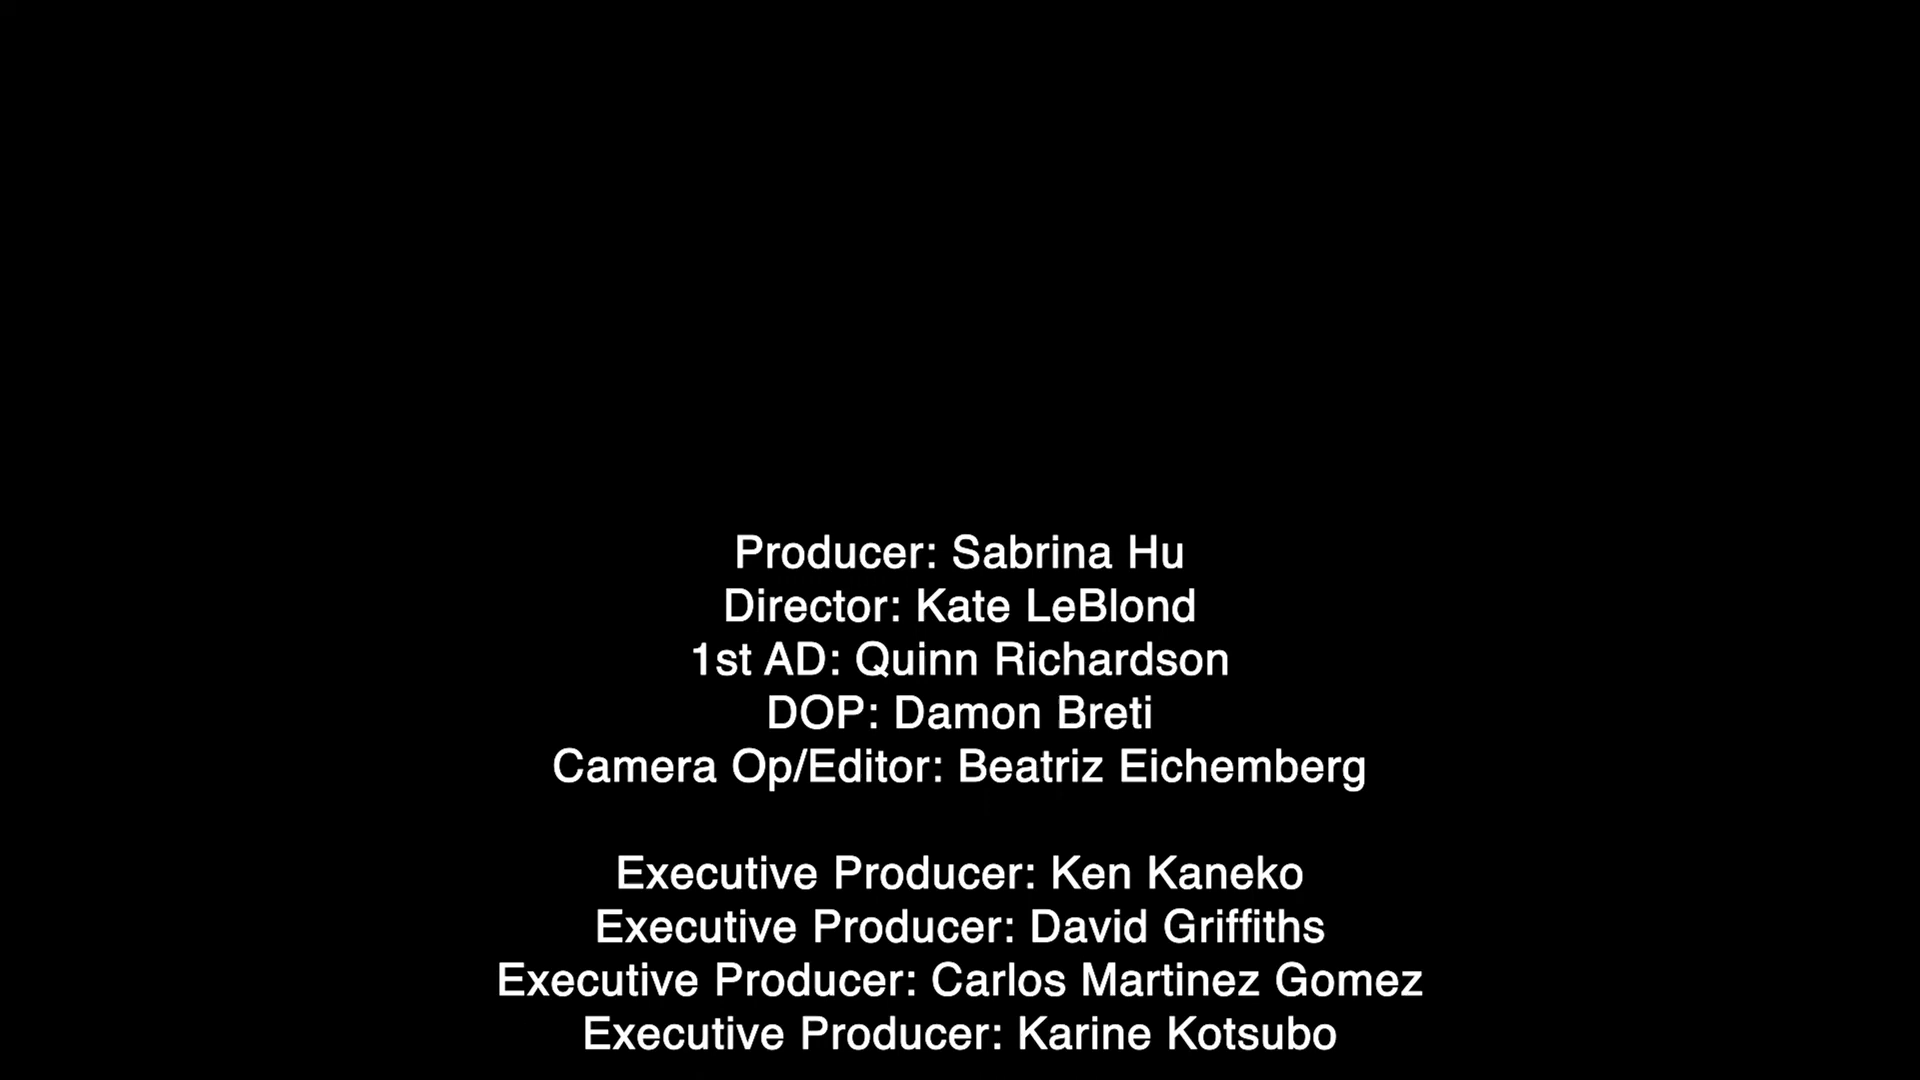 Producer: Sabrina Hu
Director: Kate LeBlond
1st AD: Quinn Richardson
DOP: Damon Breti
Camera Op/Editor: Beatriz Eichemberg
Executive Producer: Ken Kaneko
Executive Producer: David Griffiths
Executive Producer: Carlos Martinez Gomez
Executive Producer: Karine Kotsubo